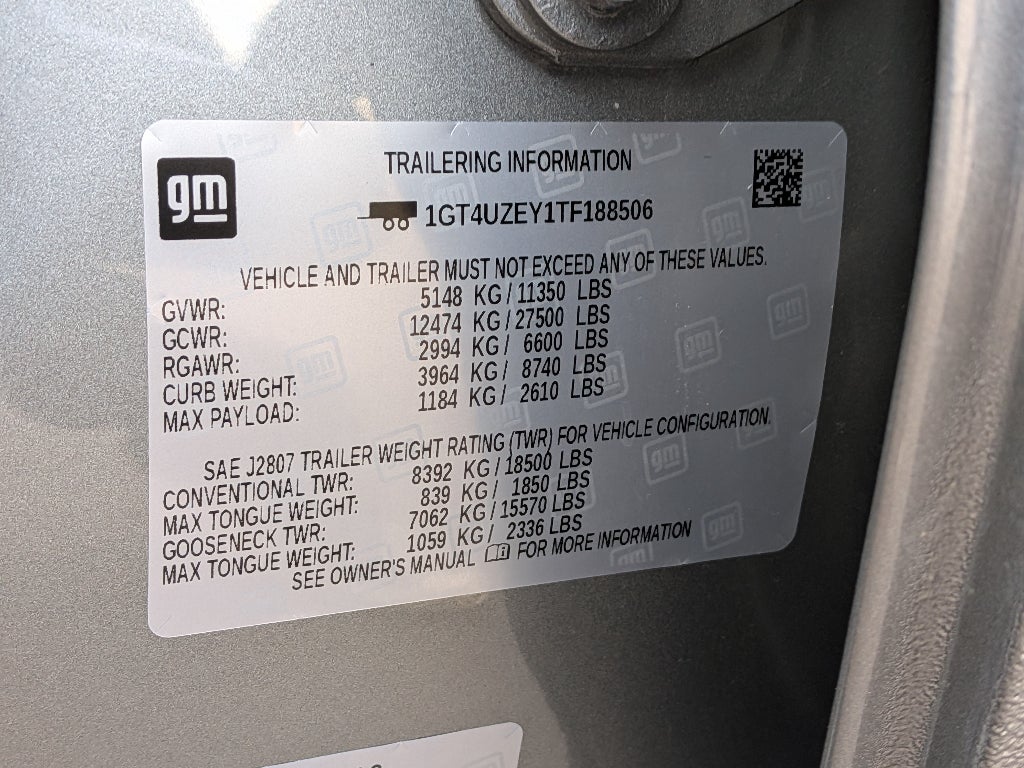 gm
TRAILERING INFORMATION
1GT4UZEY1TF188506
VEHICLE AND TRAILER MUST NOT EXCEED ANY OF THESE VALUES.
GVWR: 5148 KG/11350 LBS
GCWR: 12474 KG/27500 LBS
RGAWR: 2994 KG/ 6600 LBS
CURB WEIGHT: 3964 KG/ 8740 LBS
MAX PAYLOAD: 1184 KG/ 2610 LBS
SAE J2807 TRAILER WEIGHT RATING (TWR) FOR VEHICLE CONFIGURATION.
CONVENTIONAL TWR: 8392 KG/18500 LBS
MAX TONGUE WEIGHT: 839 KG/ 1850 LBS
GOOSENECK TWR: 7062 KG/15570 LBS
MAX TONGUE WEIGHT: 1059 KG/ 2336 LBS
SEE OWNER'S MANUAL FOR MORE INFORMATION